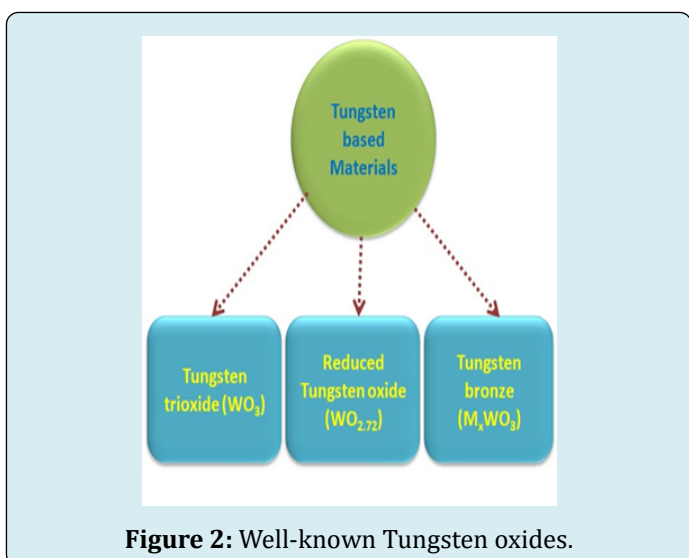 Tungsten
based
Materials
Tungsten
trioxide (WO₃)
Reduced
Tungsten oxide
(WO₂.₇₂)
Tungsten
bronze
(MₓWO₃)
Figure 2: Well-known Tungsten oxides.